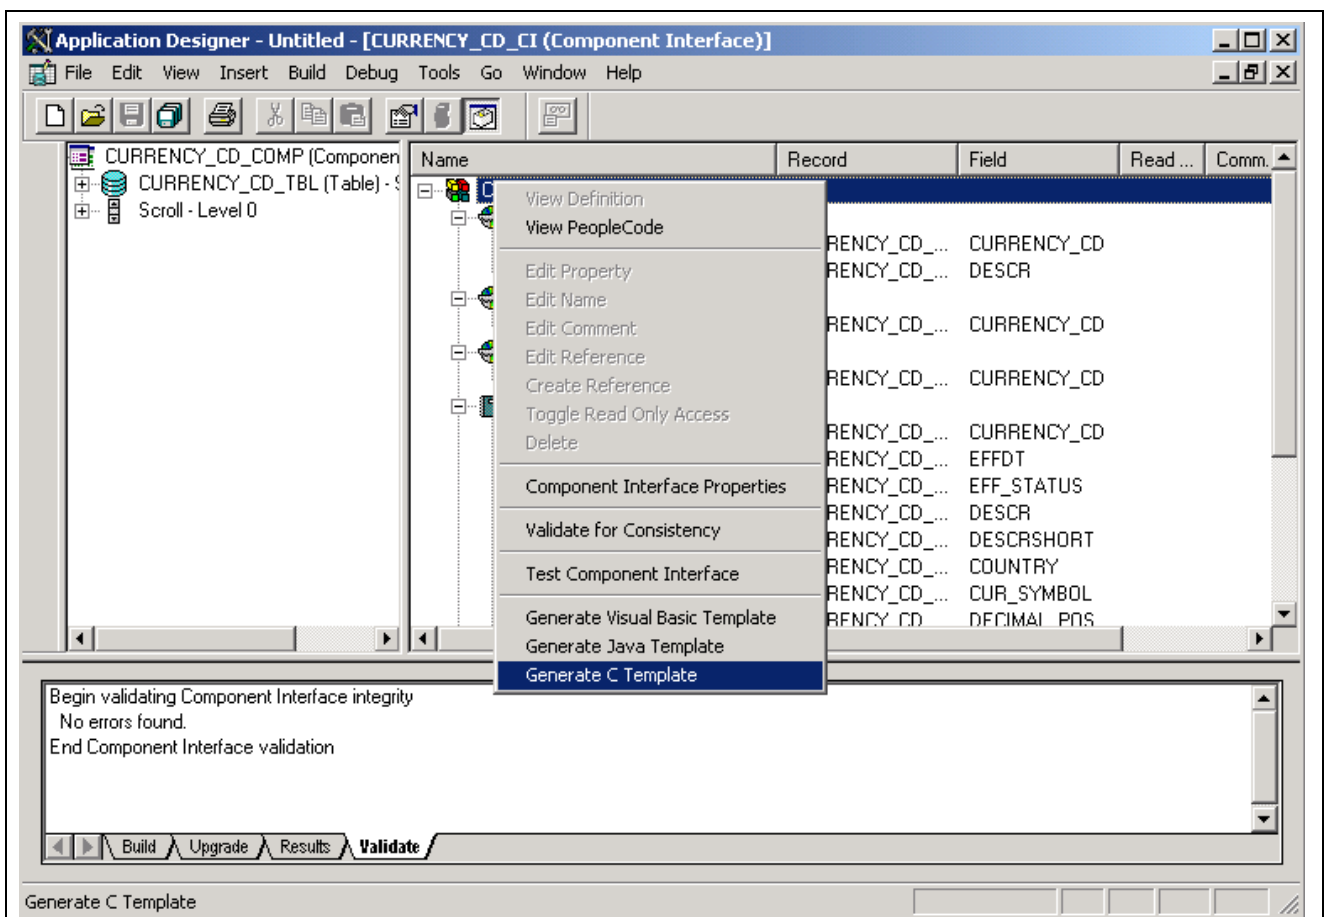 Application Designer - Untitled - [CURRENCY_CD_CI (Component Interface)]
File Edit View Insert Build Debug Tools Go Window Help
CURRENCY_CD_COMP (Componen
CURRENCY_CD_TBL (Table) - S
Scroll - Level 0
Name Record Field Read ... Comm.
C
View Definition
View PeopleCode
Edit Property
Edit Name
Edit Comment
Edit Reference
Create Reference
Toggle Read Only Access
Delete
Component Interface Properties
Validate for Consistency
Test Component Interface
Generate Visual Basic Template
Generate Java Template
Generate C Template
RENCY_CD_... CURRENCY_CD
RENCY_CD_... DESCR
RENCY_CD_... CURRENCY_CD
RENCY_CD_... CURRENCY_CD
RENCY_CD_... CURRENCY_CD
RENCY_CD_... EFFDT
RENCY_CD_... EFF_STATUS
RENCY_CD_... DESCR
RENCY_CD_... DESCRSHORT
RENCY_CD_... COUNTRY
RENCY_CD_... CUR_SYMBOL
RENCY_CD DECIMAL_POS
Begin validating Component Interface integrity
No errors found.
End Component Interface validation
Build Upgrade Results Validate
Generate C Template